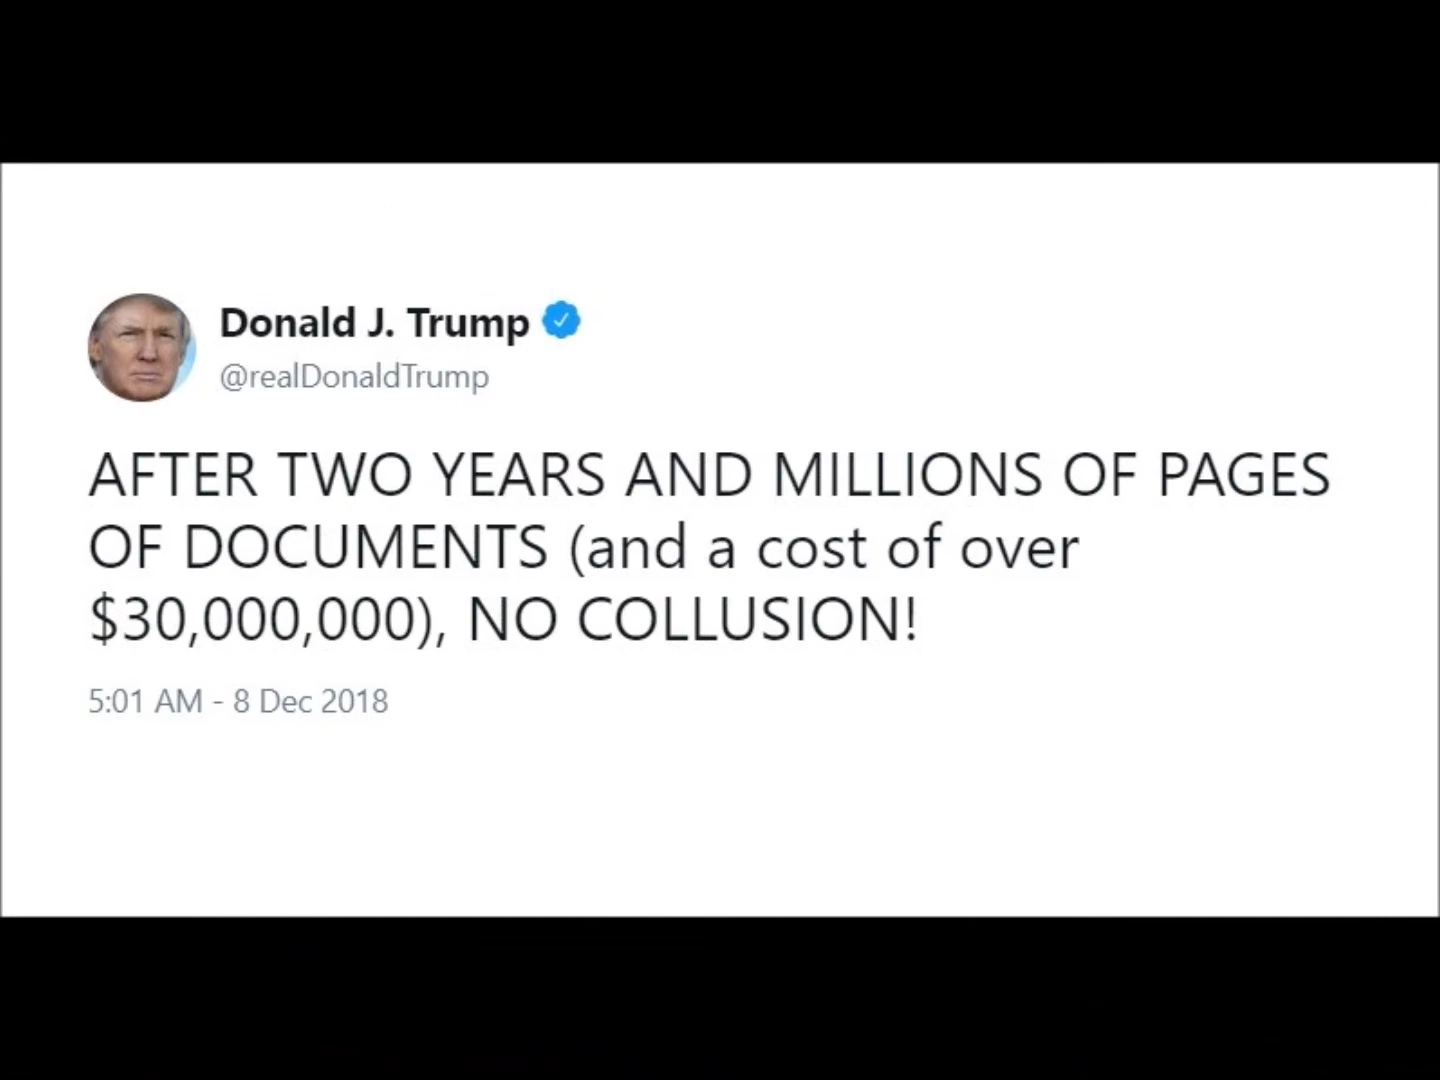 Donald J. Trump
@realDonaldTrump
AFTER TWO YEARS AND MILLIONS OF PAGES
OF DOCUMENTS (and a cost of over
$30,000,000), NO COLLUSION!
5:01 AM - 8 Dec 2018